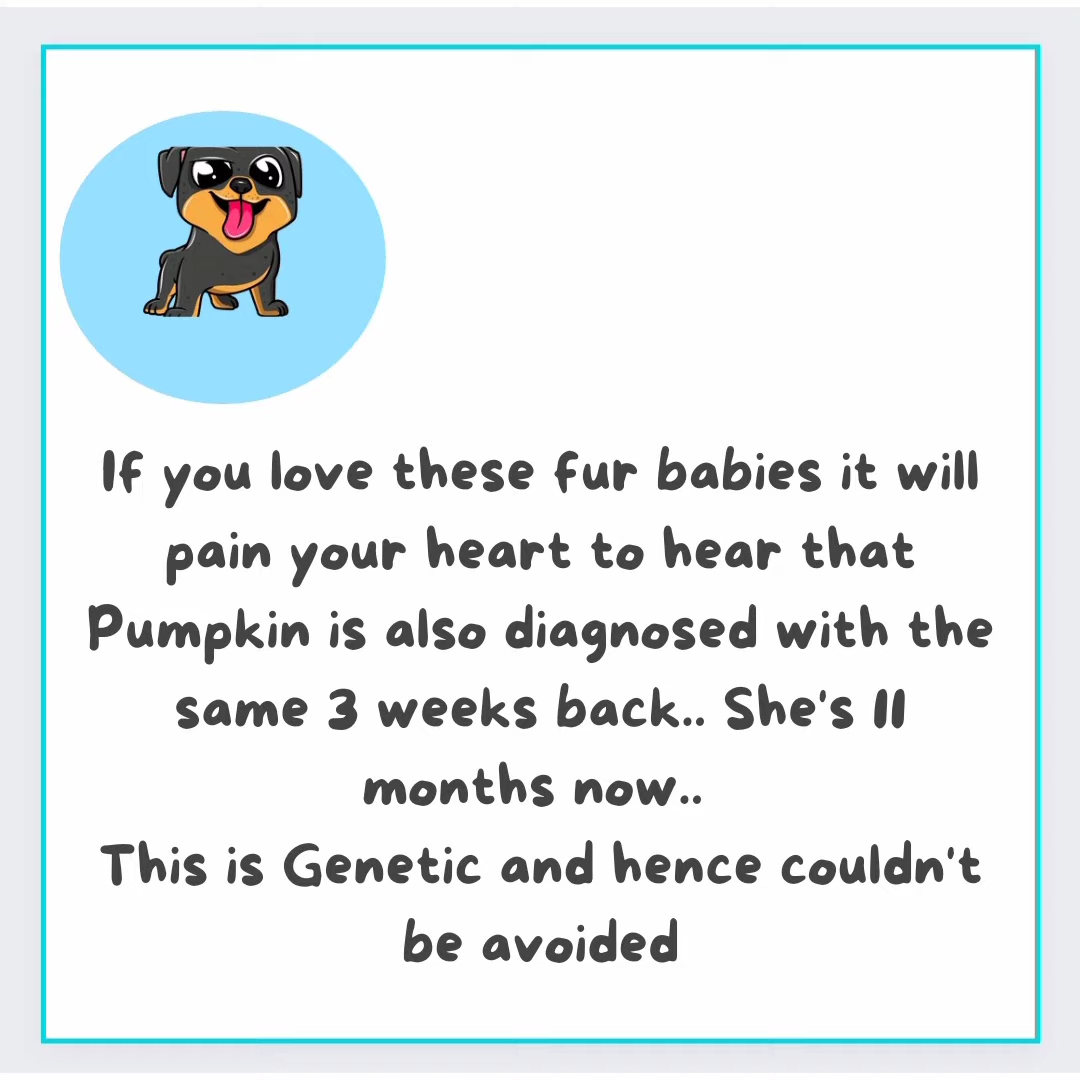 If you love these fur babies it will
pain your heart to hear that
Pumpkin is also diagnosed with the
same 3 weeks back.. She's 11
months now..
This is Genetic and hence couldn't
be avoided